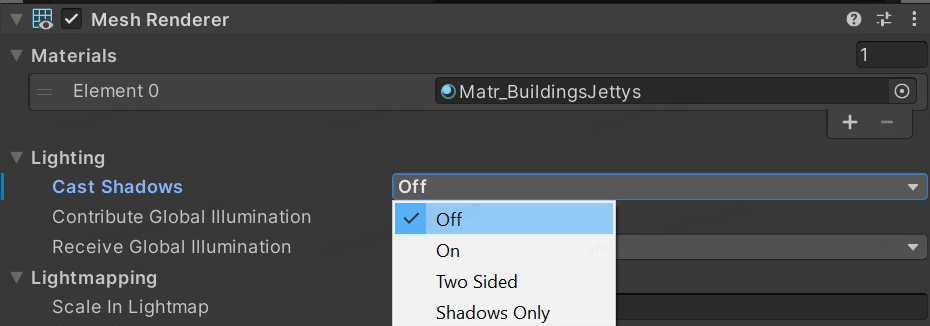 Mesh Renderer
Materials
1
Element 0
Matr_BuildingsJettys
Lighting
Cast Shadows
Off
Contribute Global Illumination
Off
Receive Global Illumination
On
Lightmapping
Two Sided
Scale In Lightmap
Shadows Only